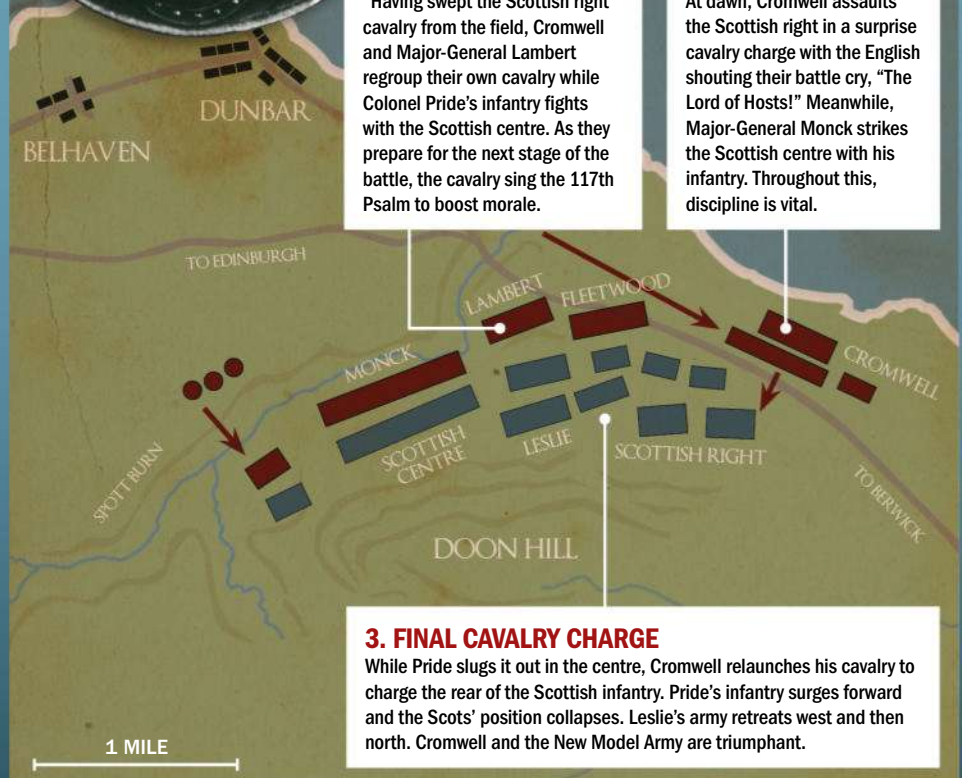 "Having swept the Scottish right
cavalry from the field, Cromwell
and Major-General Lambert
regroup their own cavalry while
Colonel Pride's infantry fights
with the Scottish centre. As they
prepare for the next stage of the
battle, the cavalry sing the 117th
Psalm to boost morale.
At dawn, Cromwell assaults
the Scottish right in a surprise
cavalry charge with the English
shouting their battle cry, “The
Lord of Hosts!” Meanwhile,
Major-General Monck strikes
the Scottish centre with his
infantry. Throughout this,
discipline is vital.
DUNBAR
BELHAVEN
TO EDINBURGH
LAMBERT
FLEETWOOD
CROMWELL
MONCK
SCOTTISH
CENTRE
LESLIE
SCOTTISH RIGHT
SPOTT BURN
TO BERWICK
DOON HILL
3. FINAL CAVALRY CHARGE
While Pride slugs it out in the centre, Cromwell relaunches his cavalry to
charge the rear of the Scottish infantry. Pride's infantry surges forward
and the Scots' position collapses. Leslie's army retreats west and then
north. Cromwell and the New Model Army are triumphant.
1 MILE